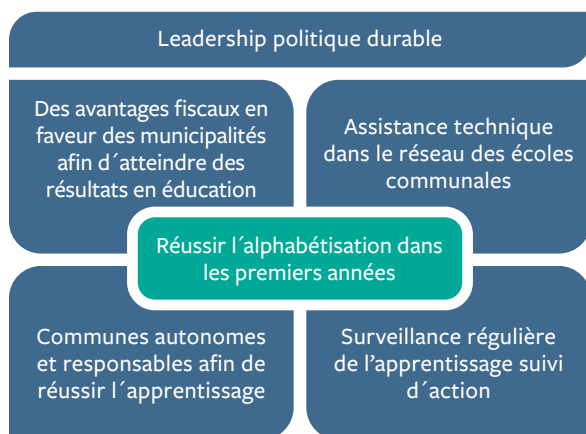 Leadership politique durable
Des avantages fiscaux en
faveur des municipalités
afin d´atteindre des
résultats en éducation
Assistance technique
dans le réseau des écoles
communales
Réussir l´alphabétisation dans
les premiers années
Communes autonomes
et responsables afin de
réussir l´apprentissage
Surveillance régulière
de l’apprentissage suivi
d´action